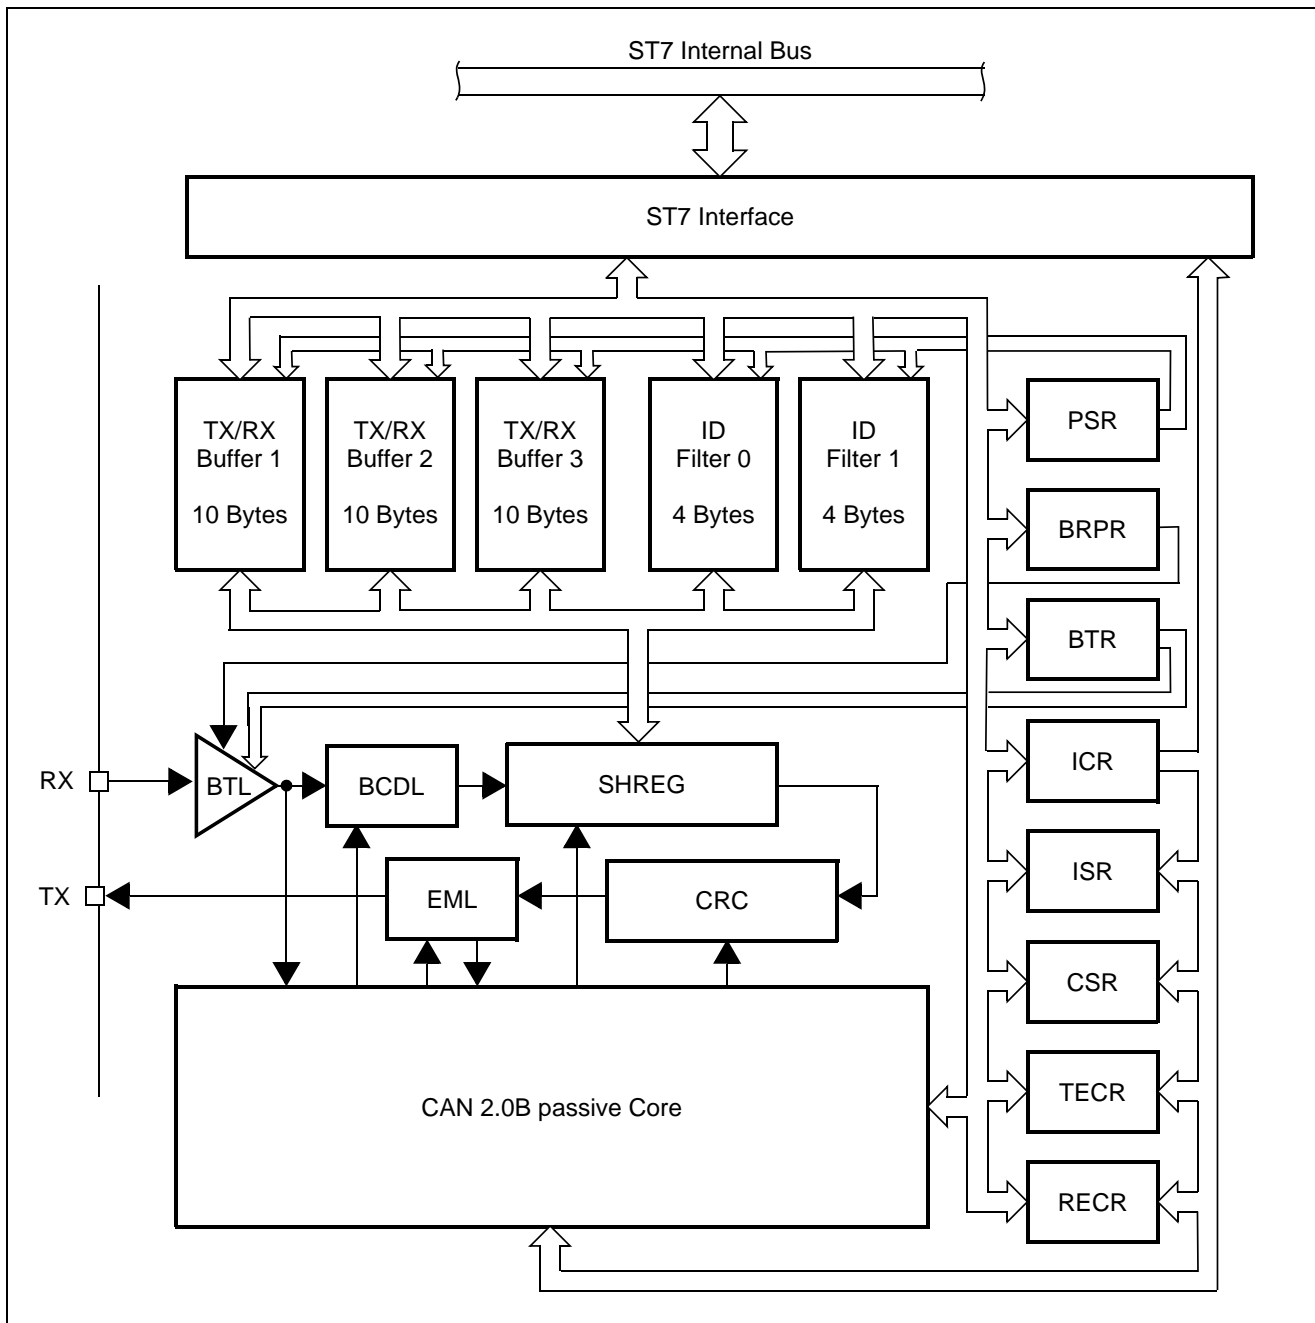 ST7 Internal Bus
ST7 Interface
TX/RX
Buffer 1
10 Bytes
TX/RX
Buffer 2
10 Bytes
TX/RX
Buffer 3
10 Bytes
ID
Filter 0
4 Bytes
ID
Filter 1
4 Bytes
PSR
BRPR
BTR
ICR
ISR
CSR
TECR
RECR
RX
BTL
BCDL
SHREG
TX
EML
CRC
CAN 2.0B passive Core